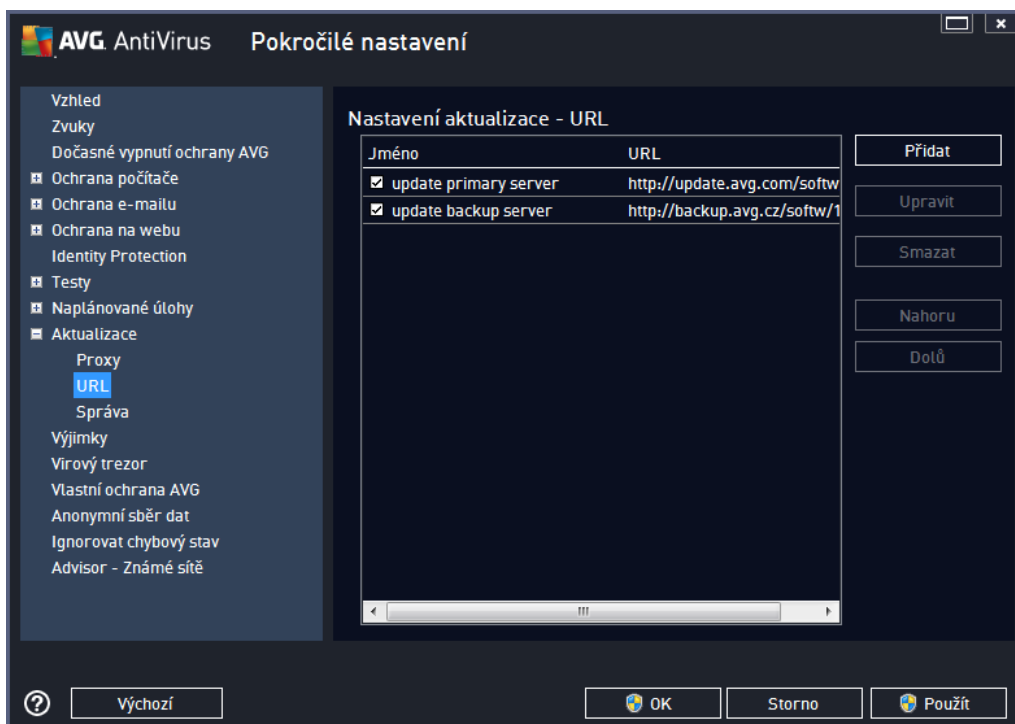 AVG. AntiVirus Pokročilé nastavení
Vzhled
Zvuky
Dočasné vypnutí ochrany AVG
Ochrana počítače
Ochrana e-mailu
Ochrana na webu
Identity Protection
Testy
Naplánované úlohy
Aktualizace
Proxy
URL
Správa
Výjimky
Virový trezor
Vlastní ochrana AVG
Anonymní sběr dat
Ignorovat chybový stav
Advisor - Známé sítě
Nastavení aktualizace - URL
Jméno URL
update primary server http://update.avg.com/softw
update backup server http://backup.avg.cz/softw/1
Přidat
Upravit
Smazat
Nahoru
Dolů
Výchozí
OK
Storno
Použít